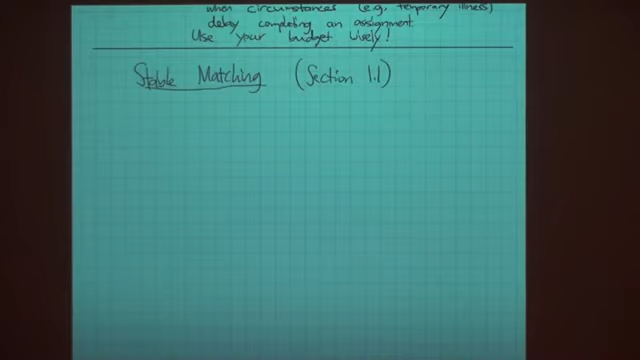 when circumstances (e.g. temporary illness)
delay completing an assignment.
Use your budget wisely!
Stable Matching (Section 1.1)